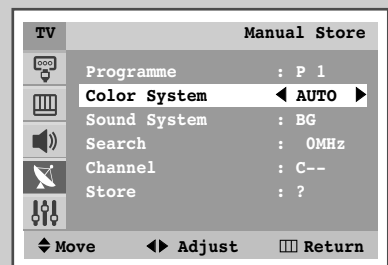 TV Manual Store
Programme : P 1
Color System ◀ AUTO ▶
Sound System : BG
Search : 0MHz
Channel : C--
Store : ?
Move Adjust Return